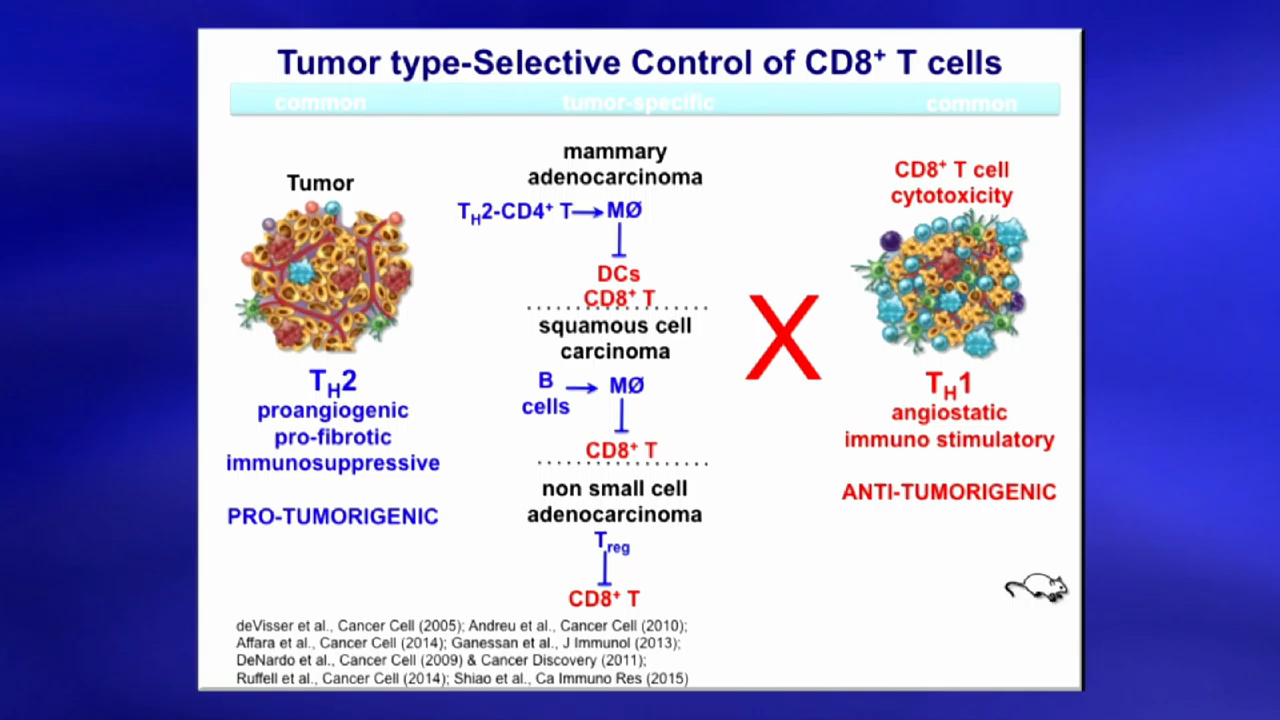 Tumor type-Selective Control of CD8+ T cells
common tumor-specific common
Tumor
TH2
proangiogenic
pro-fibrotic
immunosuppressive
PRO-TUMORIGENIC
mammary
adenocarcinoma
TH2-CD4+ T MØ
DCs
CD8+ T
squamous cell
carcinoma
B
cells
MØ
CD8+ T
non small cell
adenocarcinoma
Treg
CD8+ T
X
CD8+ T cell
cytotoxicity
TH1
angiostatic
immuno stimulatory
ANTI-TUMORIGENIC
deVisser et al., Cancer Cell (2005); Andreu et al., Cancer Cell (2010);
Affara et al., Cancer Cell (2014); Ganessan et al., J Immunol (2013);
DeNardo et al., Cancer Cell (2009) & Cancer Discovery (2011);
Ruffell et al., Cancer Cell (2014); Shiao et al., Ca Immuno Res (2015)